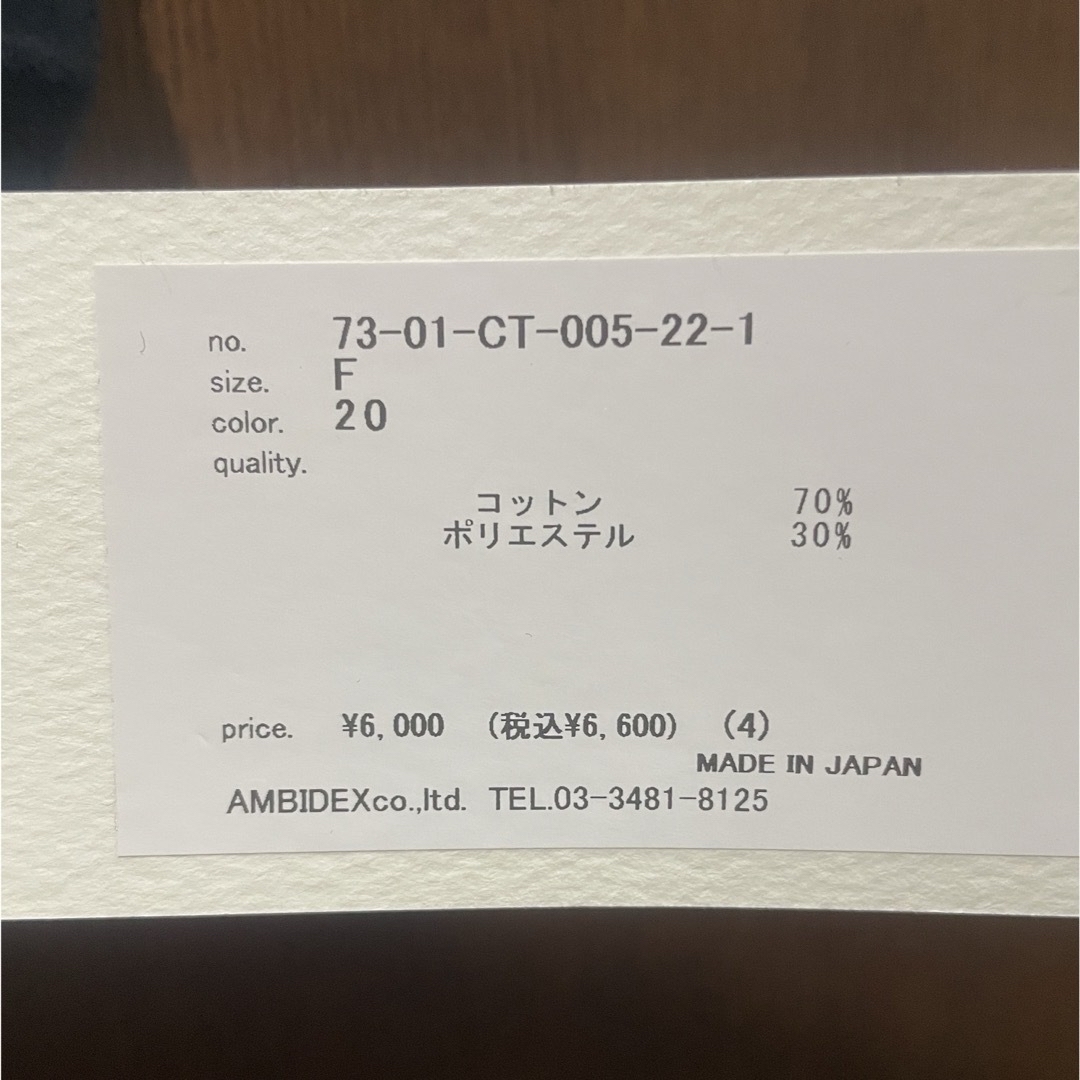 no. 73-01-CT-005-22-1
size. F
color. 20
quality.
コットン 70%
ポリエステル 30%
price. ¥6,000 (税込¥6,600) (4)
MADE IN JAPAN
AMBIDEXco.,ltd. TEL.03-3481-8125